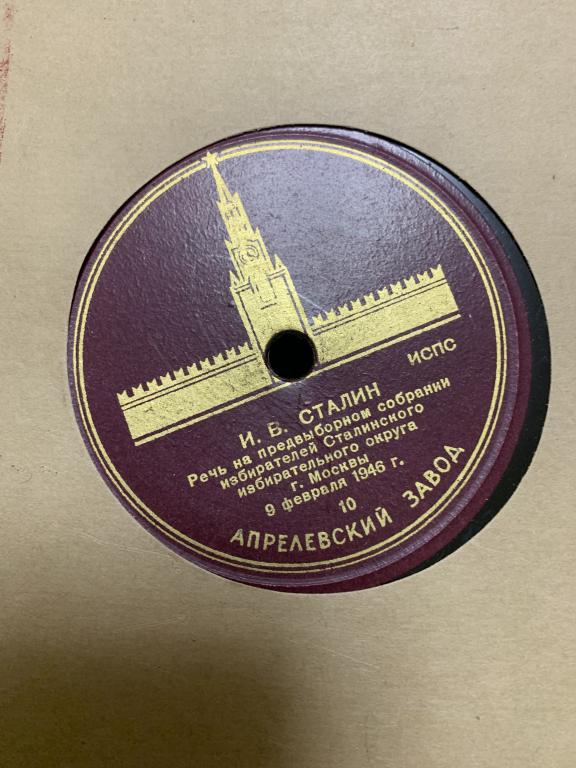 ИСПС
И. В. СТАЛИН
Речь на предвыборном собрании
избирателей Сталинского
избирательного округа
г. Москвы
9 февраля 1946 г.
10
АПРЕЛЕВСКИЙ ЗАВОД